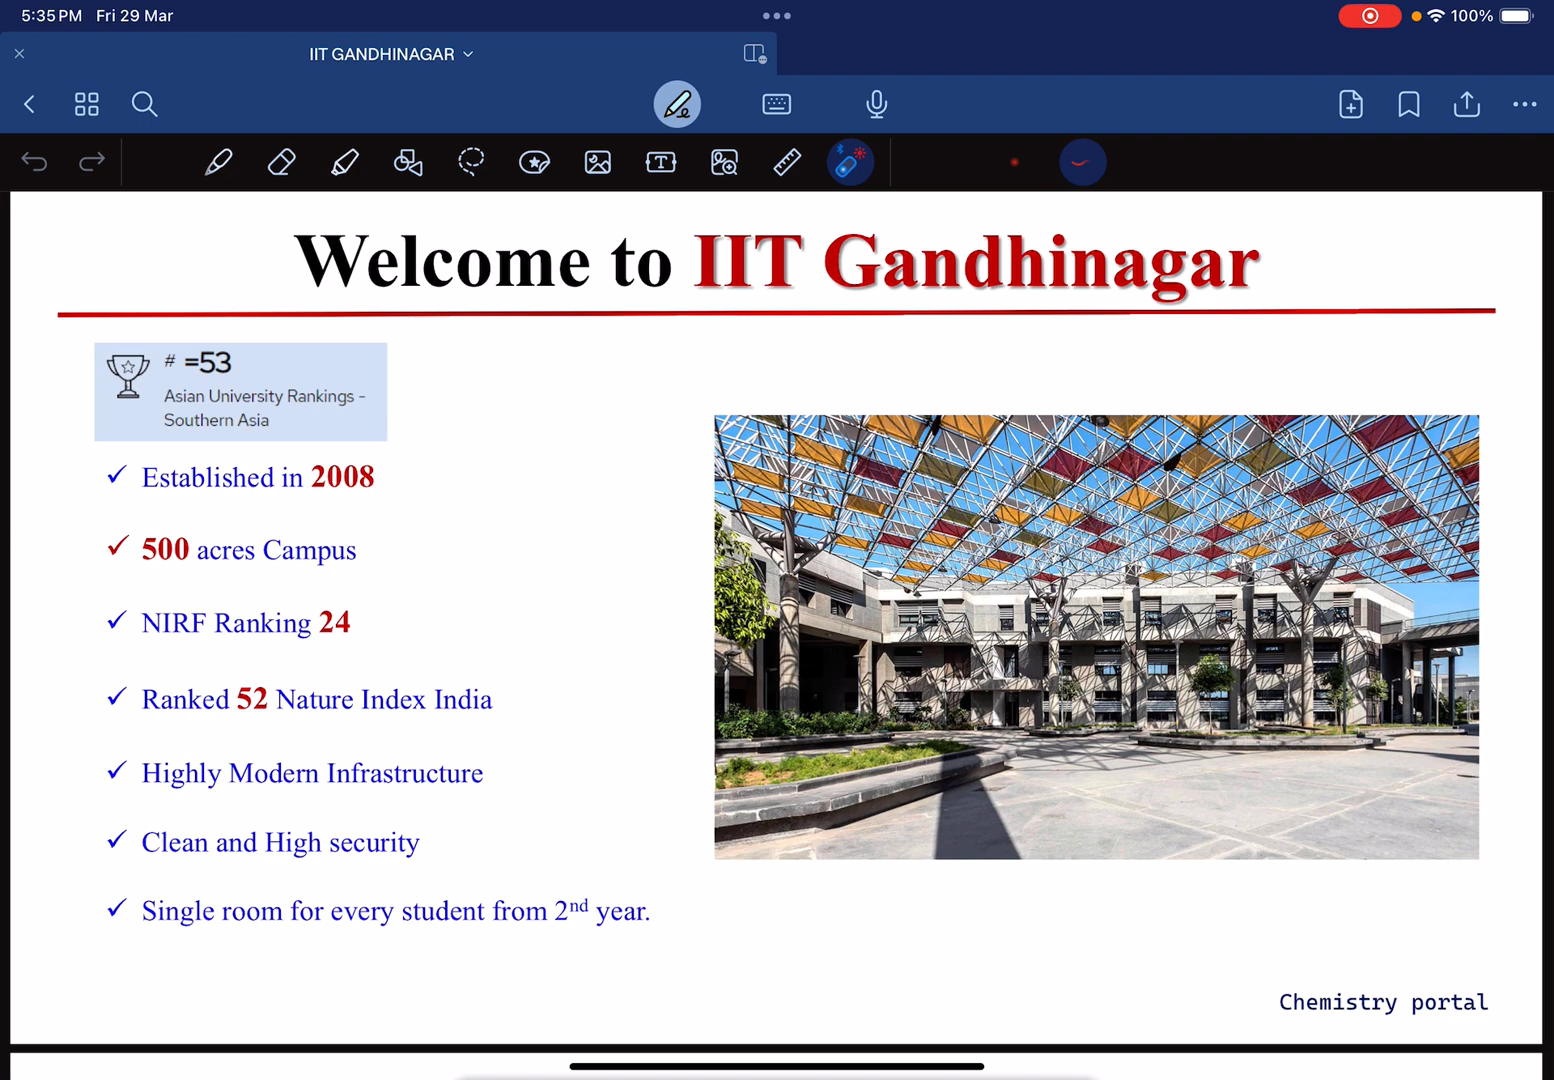 5:35 PM Fri 29 Mar
100%
IIT GANDHINAGAR
Welcome to IIT Gandhinagar
# =53
Asian University Rankings -
Southern Asia
✓ Established in 2008
✓ 500 acres Campus
✓ NIRF Ranking 24
✓ Ranked 52 Nature Index India
✓ Highly Modern Infrastructure
✓ Clean and High security
✓ Single room for every student from 2nd year.
Chemistry portal